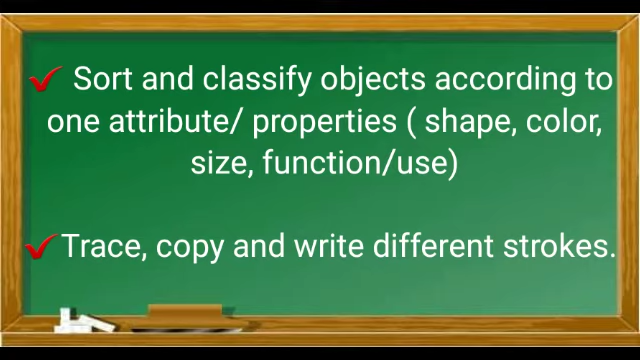 ✓ Sort and classify objects according to
one attribute/ properties ( shape, color,
size, function/use)
✓Trace, copy and write different strokes.